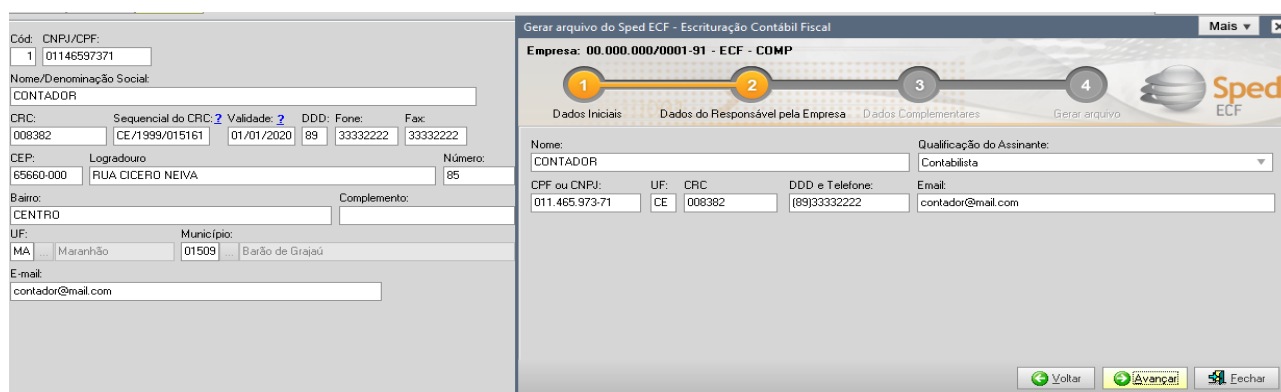 Cód: CNPJ/CPF:
1 01146597371
Nome/Denominação Social:
CONTADOR
CRC: Sequencial do CRC: ? Validade: ? DDD: Fone: Fax:
008382 CE/1999/015161 01/01/2020 89 33332222 33332222
CEP: Logradouro Número:
65660-000 RUA CICERO NEIVA 85
Bairro: Complemento:
CENTRO
UF: Município:
MA ... Maranhão 01509 ... Barão de Grajaú
E-mail:
contador@mail.com
Gerar arquivo do Sped ECF - Escrituração Contábil Fiscal Mais
Empresa: 00.000.000/0001-91 - ECF - COMP
1 2 3 4
Dados Iniciais Dados do Responsável pela Empresa Dados Complementares Gerar arquivo
Sped
ECF
Nome: Qualificação do Assinante:
CONTADOR Contabilista
CPF ou CNPJ: UF: CRC DDD e Telefone: Email:
011.465.973-71 CE 008382 (89)33332222 contador@mail.com
Voltar Avançar Fechar